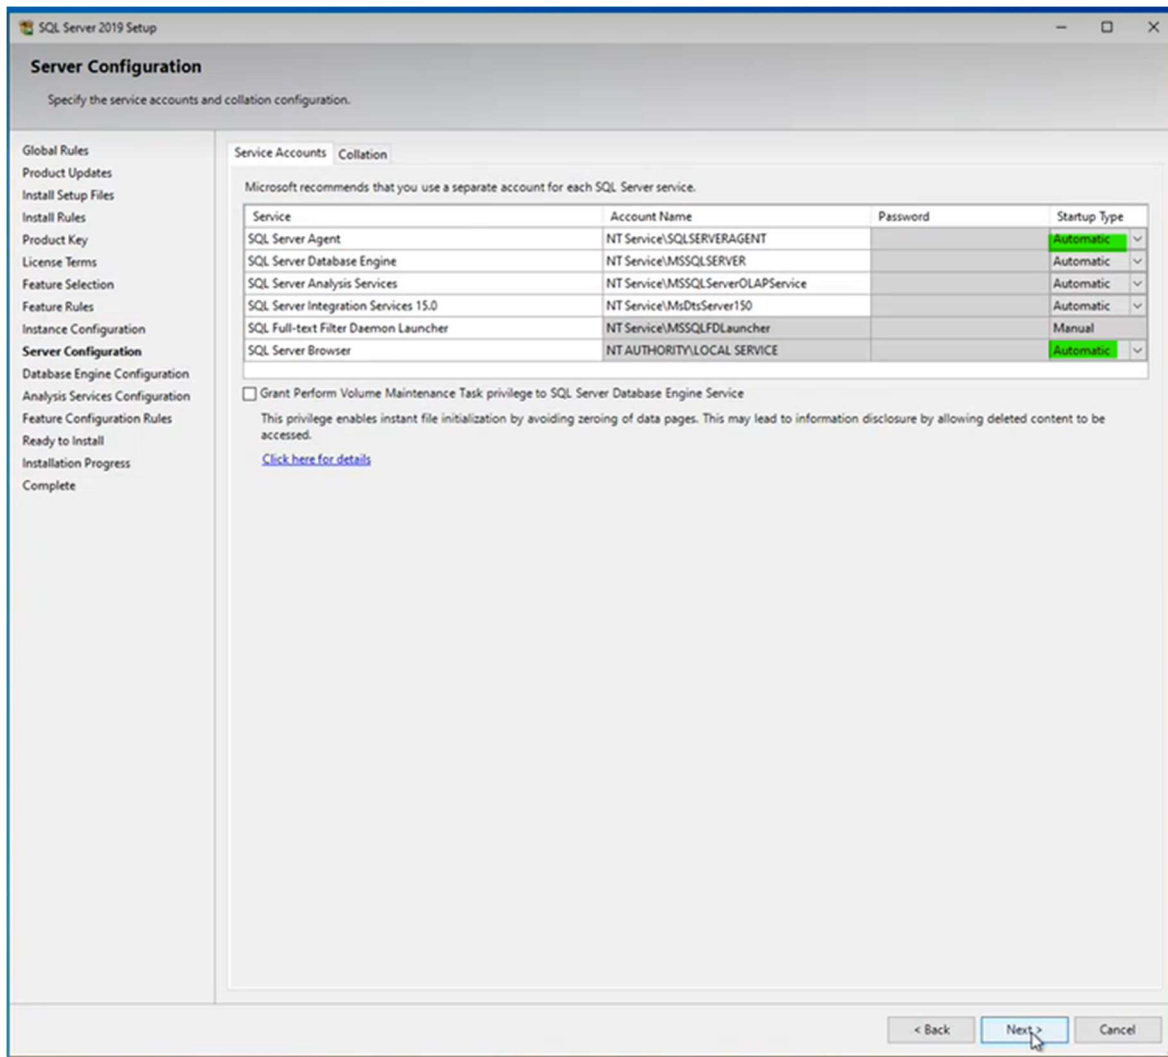 SQL Server 2019 Setup
Server Configuration
Specify the service accounts and collation configuration.
Global Rules
Product Updates
Install Setup Files
Install Rules
Product Key
License Terms
Feature Selection
Feature Rules
Instance Configuration
Server Configuration
Database Engine Configuration
Analysis Services Configuration
Feature Configuration Rules
Ready to Install
Installation Progress
Complete
Service Accounts Collation
Microsoft recommends that you use a separate account for each SQL Server service.
Service Account Name Password Startup Type
SQL Server Agent NT Service\SQLSERVERAGENT Automatic
SQL Server Database Engine NT Service\MSSQLSERVER Automatic
SQL Server Analysis Services NT Service\MSSQLServerOLAPService Automatic
SQL Server Integration Services 15.0 NT Service\MsDtsServer150 Automatic
SQL Full-text Filter Daemon Launcher NT Service\MSSQLFDLauncher Manual
SQL Server Browser NT AUTHORITY\LOCAL SERVICE Automatic
Grant Perform Volume Maintenance Task privilege to SQL Server Database Engine Service
This privilege enables instant file initialization by avoiding zeroing of data pages. This may lead to information disclosure by allowing deleted content to be
accessed.
Click here for details
< Back Next > Cancel